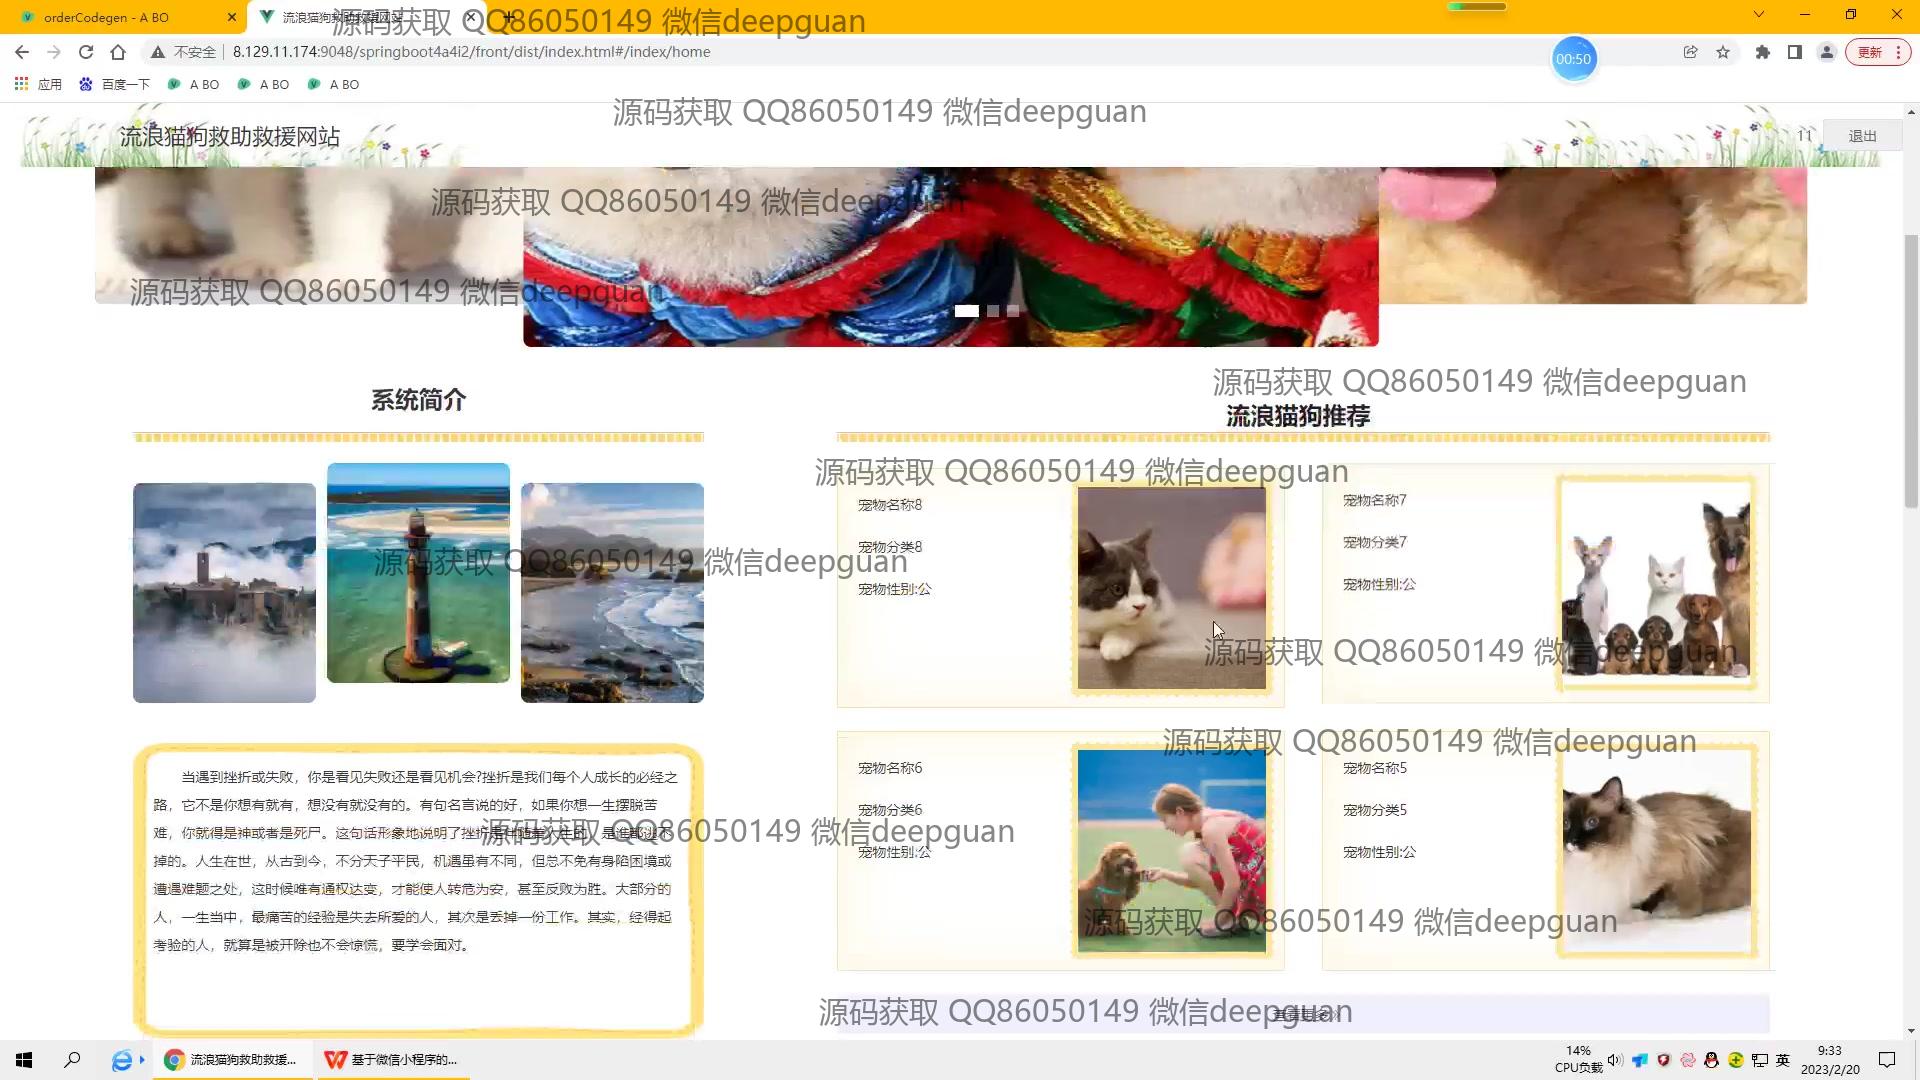 orderCodegen - A BO
流浪猫狗救助救援网站
源码获取 QQ86050149 微信deepguan
不安全
8.129.11.174:9048/springboot4a4i2/front/dist/index.html#/index/home
00:50
更新
应用
百度一下
A BO
A BO
A BO
源码获取 QQ86050149 微信deepguan
流浪猫狗救助救援网站
11
退出
源码获取 QQ86050149 微信deepguan
源码获取 QQ86050149 微信deepguan
源码获取 QQ86050149 微信deepguan
系统简介
流浪猫狗推荐
源码获取 QQ86050149 微信deepguan
宠物名称8
宠物分类8
宠物性别:公
宠物名称7
宠物分类7
宠物性别:公
源码获取 QQ86050149 微信deepguan
源码获取 QQ86050149 微信deepguan
源码获取 QQ86050149 微信deepguan
宠物名称6
宠物分类6
宠物性别:公
宠物名称5
宠物分类5
宠物性别:公
当遇到挫折或失败，你是看见失败还是看见机会?挫折是我们每个人成长的必经之
路，它不是你想有就有，想没有就没有的。有句名言说的好，如果你想一生摆脱苦
难，你就得是神或者是死尸。这句话形象地说明了挫折是伴随着人生的，是谁都逃不
掉的。人生在世，从古到今，不分天子平民，机遇虽有不同，但总不免有身陷困境或
遭遇难题之处，这时候唯有通权达变，才能使人转危为安，甚至反败为胜。大部分的
人，一生当中，最痛苦的经验是失去所爱的人，其次是丢掉一份工作。其实，经得起
考验的人，就算是被开除也不会惊慌，要学会面对。
源码获取 QQ86050149 微信deepguan
源码获取 QQ86050149 微信deepguan
源码获取 QQ86050149 微信deepguan
流浪猫狗救助救援...
基于微信小程序的...
14%
CPU负载
英
9:33
2023/2/20